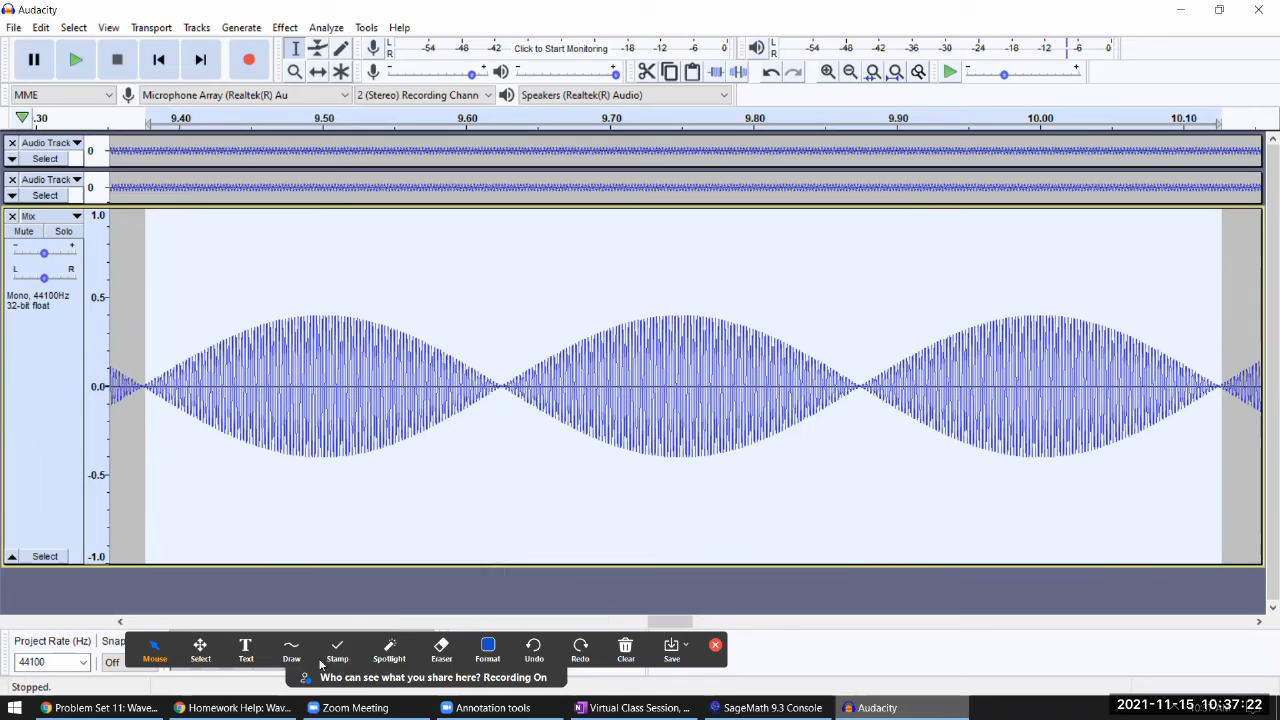 Audacity
File Edit Select View Transport Tracks Generate Effect Analyze Tools Help
L R -54 -48 -42 Click to Start Monitoring -18 -12 -6 0 L R -54 -48 -42 -36 -30 -24 -18 -12 -6 0
MME Microphone Array (Realtek(R) Au 2 (Stereo) Recording Chann Speakers (Realtek(R) Audio)
.30 9.40 9.50 9.60 9.70 9.80 9.90 10.00 10.10
Audio Track
0
Select
Audio Track
0
Select
Mix 1.0
Mute Solo
- +
L R
Mono, 44100Hz
32-bit float
0.5
0.0
-0.5
Select -1.0
Project Rate (Hz) Snap
44100 Off
Mouse Select Text Draw Stamp Spotlight Eraser Format Undo Redo Clear Save
Who can see what you share here? Recording On
Stopped.
Problem Set 11: Wave... Homework Help: Wav... Zoom Meeting Annotation tools Virtual Class Session, ... SageMath 9.3 Console Audacity 2021-11-15 10:37:22